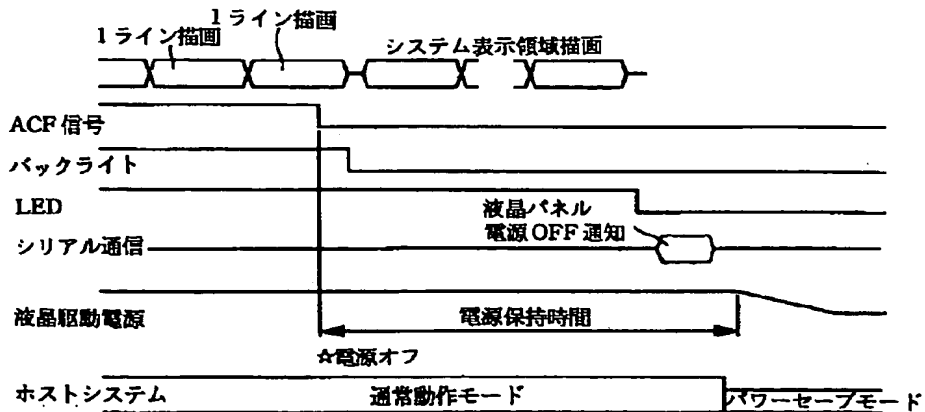 1ライン描画
1ライン描画
システム表示領域描画
ACF信号
バックライト
LED
液晶パネル
電源OFF通知
シリアル通信
液晶駆動電源
電源保持時間
☆電源オフ
ホストシステム
通常動作モード
パワーセーブモード